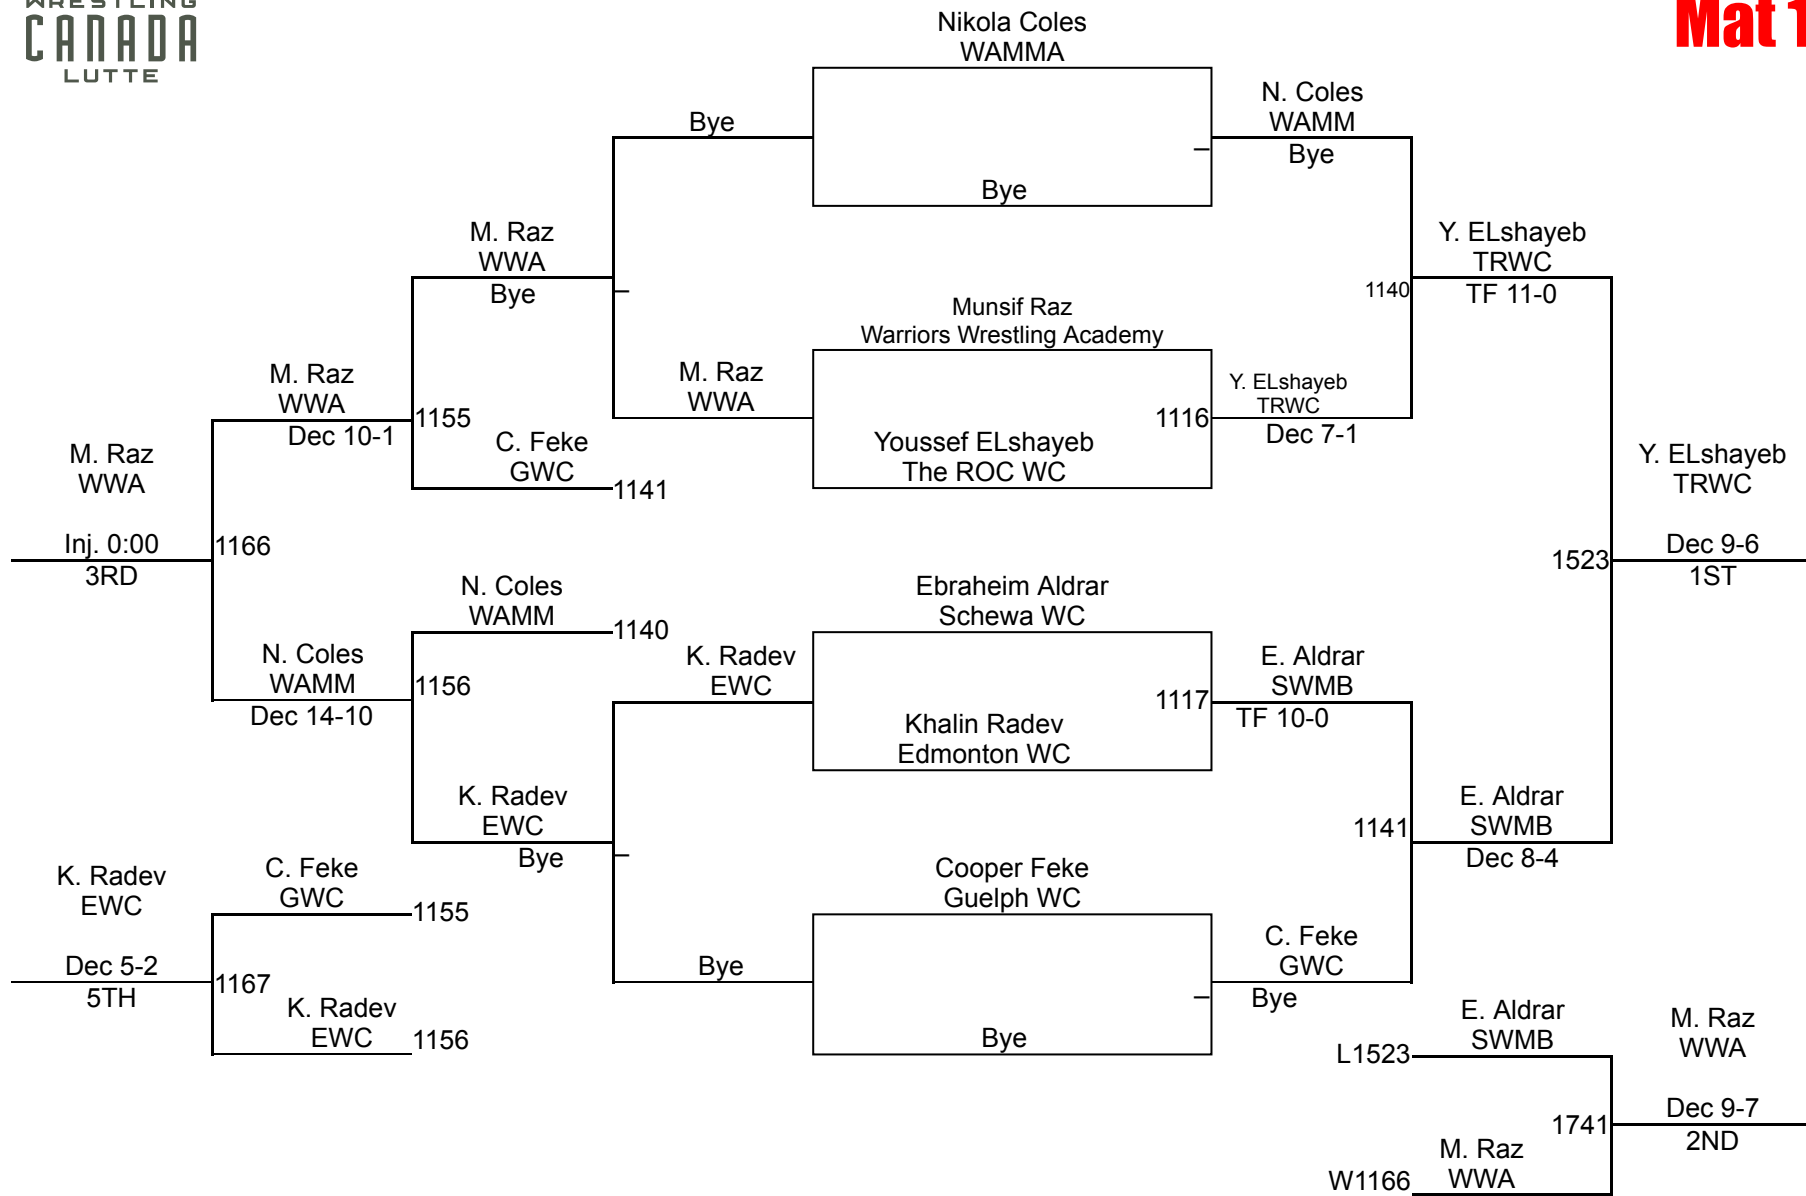 WRESTLING
CANADA
LUTTE
Mat 1
Nikola Coles
WAMMA
Bye
N. Coles
WAMM
Bye
Bye
M. Raz
WWA
Bye
Y. ELshayeb
TRWC
TF 11-0
1140
Munsif Raz
Warriors Wrestling Academy
M. Raz
WWA
Y. ELshayeb
TRWC
Dec 7-1
1116
Youssef ELshayeb
The ROC WC
M. Raz
WWA
Dec 10-1
1155
C. Feke
GWC
1141
M. Raz
WWA
Inj. 0:00
3RD
1166
Y. ELshayeb
TRWC
1523
Dec 9-6
1ST
N. Coles
WAMM
1140
Ebraheim Aldrar
Schewa WC
N. Coles
WAMM
Dec 14-10
1156
K. Radev
EWC
1117
E. Aldrar
SWMB
TF 10-0
Khalin Radev
Edmonton WC
K. Radev
EWC
Bye
1141
E. Aldrar
SWMB
Dec 8-4
K. Radev
EWC
Dec 5-2
5TH
C. Feke
GWC
1155
1167
K. Radev
EWC
1156
Cooper Feke
Guelph WC
Bye
C. Feke
GWC
Bye
Bye
E. Aldrar
SWMB
L1523
M. Raz
WWA
1741
Dec 9-7
2ND
M. Raz
WWA
W1166